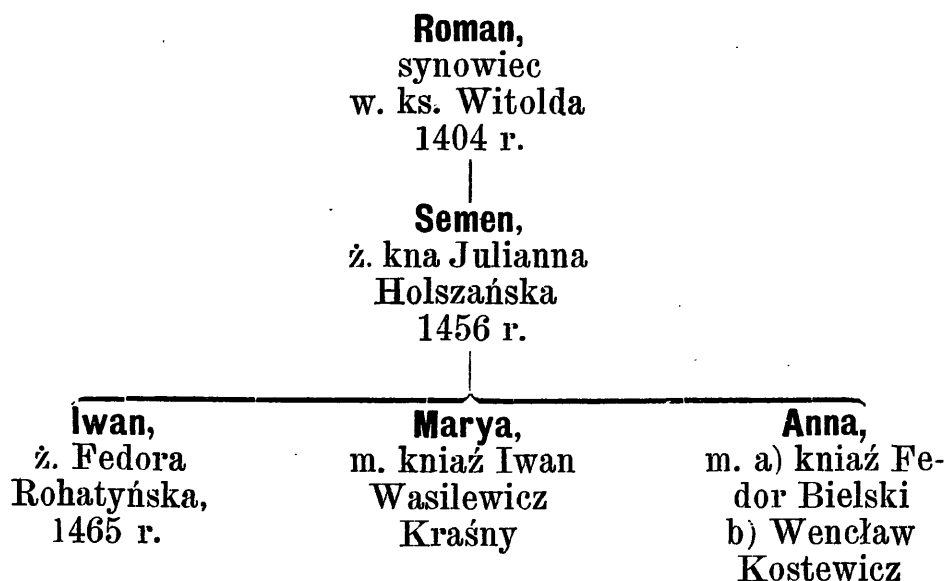 Roman,
synowiec
w. ks. Witolda
1404 r.
Semen,
ż. kna Julianna
Holszańska
1456 r.
Iwan,
ż. Fedora
Rohatyńska,
1465 r.
Marya,
m. kniaź Iwan
Wasilewicz
Kraśny
Anna,
m. a) kniaź Fe-
dor Bielski
b) Wencław
Kostewicz